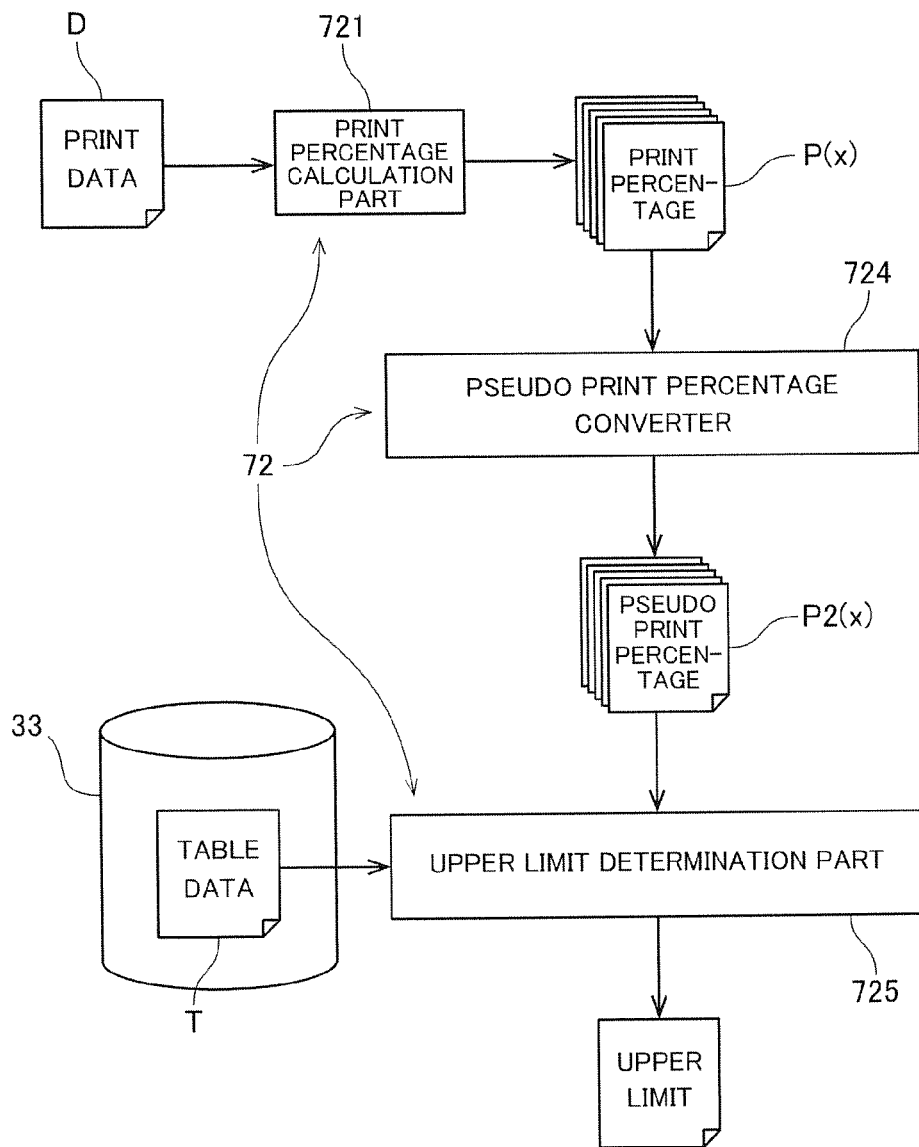 D
721
PRINT
DATA
PRINT
PERCENTAGE
CALCULATION
PART
PRINT
PERCEN-
TAGE
P(x)
724
PSEUDO PRINT PERCENTAGE
CONVERTER
72
PSEUDO
PRINT
PERCEN-
TAGE
P2(x)
33
TABLE
DATA
T
UPPER LIMIT DETERMINATION PART
725
UPPER
LIMIT